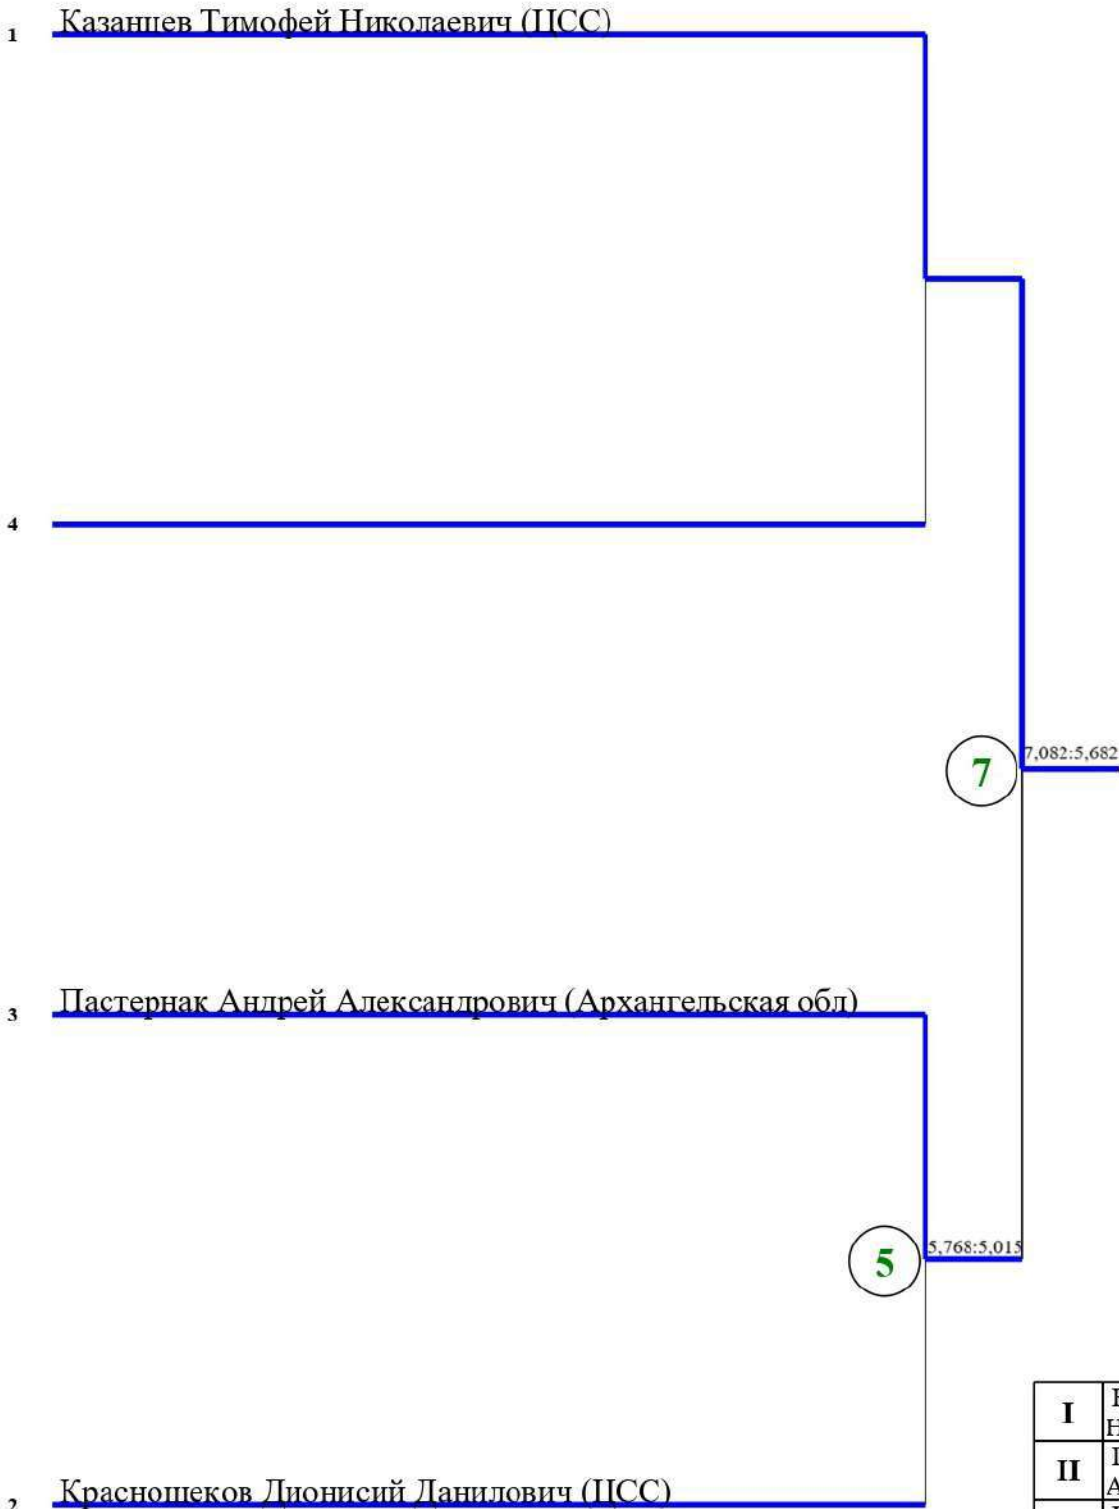 1 Казанцев Тимофей Николаевич (ЦСС)
4
7 7,082:5,682
3 Пастернак Андрей Александрович (Архангельская обл)
5 5,768:5,015
I
II
2 Краснощеков Дионисий Данилович (ЦСС)